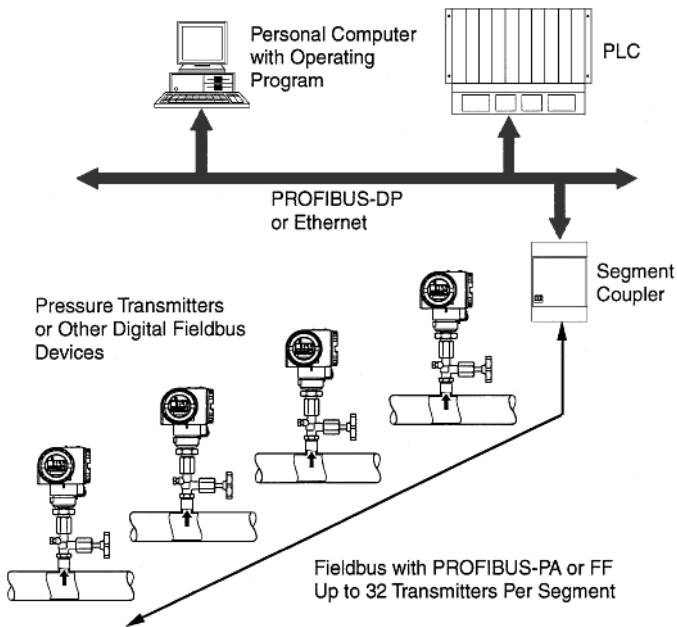 Personal Computer
with Operating
Program
PLC
PROFIBUS-DP
or Ethernet
Segment
Coupler
Pressure Transmitters
or Other Digital Fieldbus
Devices
Fieldbus with PROFIBUS-PA or FF
Up to 32 Transmitters Per Segment